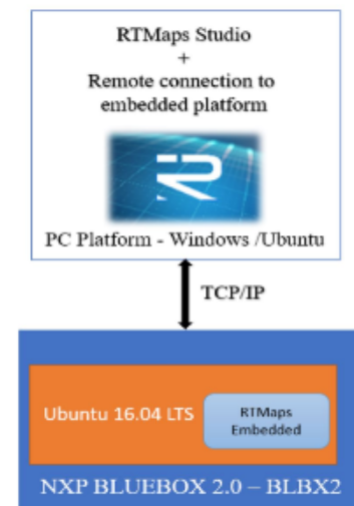 RTMaps Studio
+
Remote connection to
embedded platform
PC Platform - Windows /Ubuntu
TCP/IP
Ubuntu 16.04 LTS
RTMaps
Embedded
NXP BLUEBOX 2.0 – BLBX2